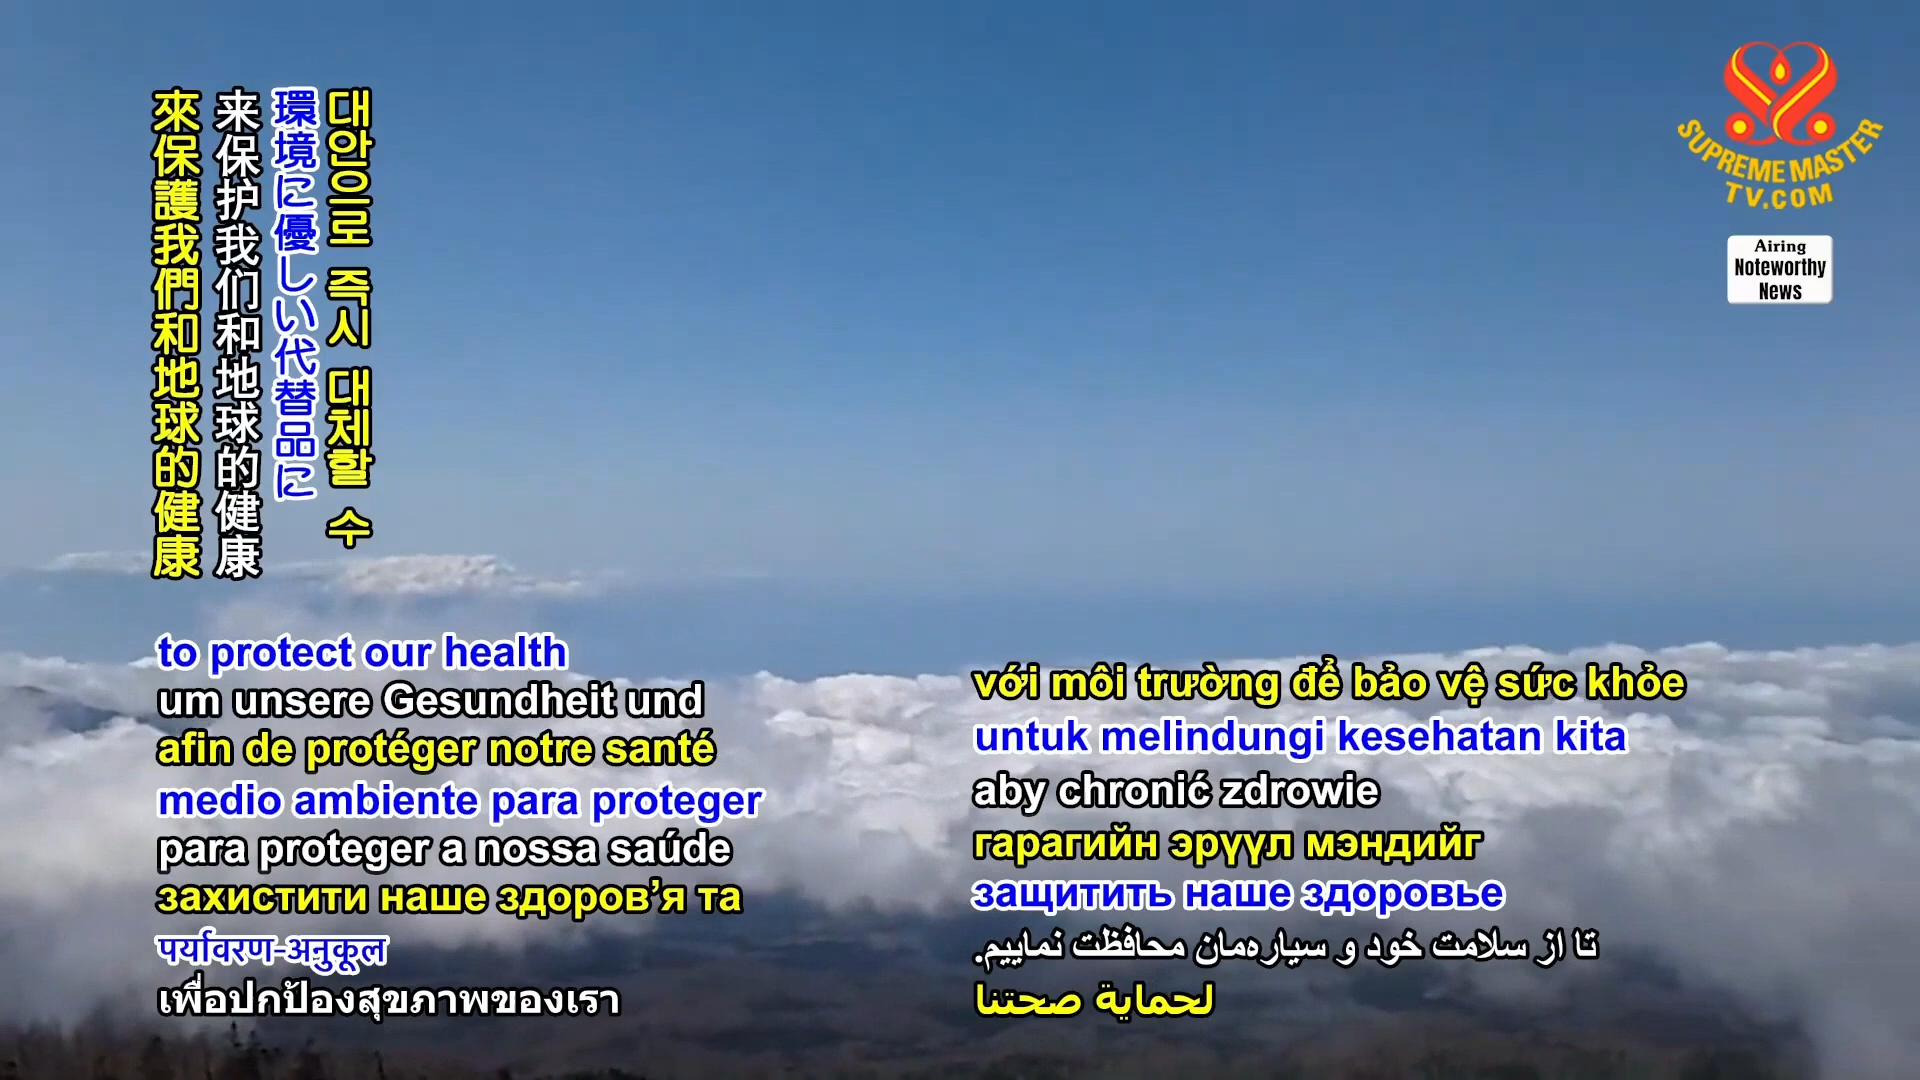 來保護我們和地球的健康
来保护我们和地球的健康
環境に優しい代替品に
대안으로 즉시 대체할 수
SUPREME MASTER
TV.COM
Airing
Noteworthy
News
to protect our health
um unsere Gesundheit und
afin de protéger notre santé
medio ambiente para proteger
para proteger a nossa saúde
захистити наше здоров’я та
पर्यावरण-अनुकूल
เพื่อปกป้องสุขภาพของเรา
với môi trường để bảo vệ sức khỏe
untuk melindungi kesehatan kita
aby chronić zdrowie
гарагийн эрүүл мэндийг
защитить наше здоровье
تا از سلامت خود و سیاره‌مان محافظت نماییم.
لحماية صحتنا